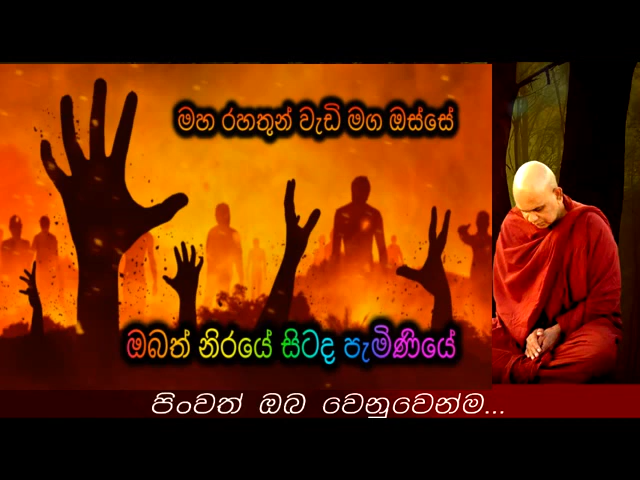 මහ රහතුන් වැඩි මග ඔස්සේ
ඔබත් නිරයේ සිටද පැමිණියේ
පිංවත් ඔබ වෙනුවෙන්ම...